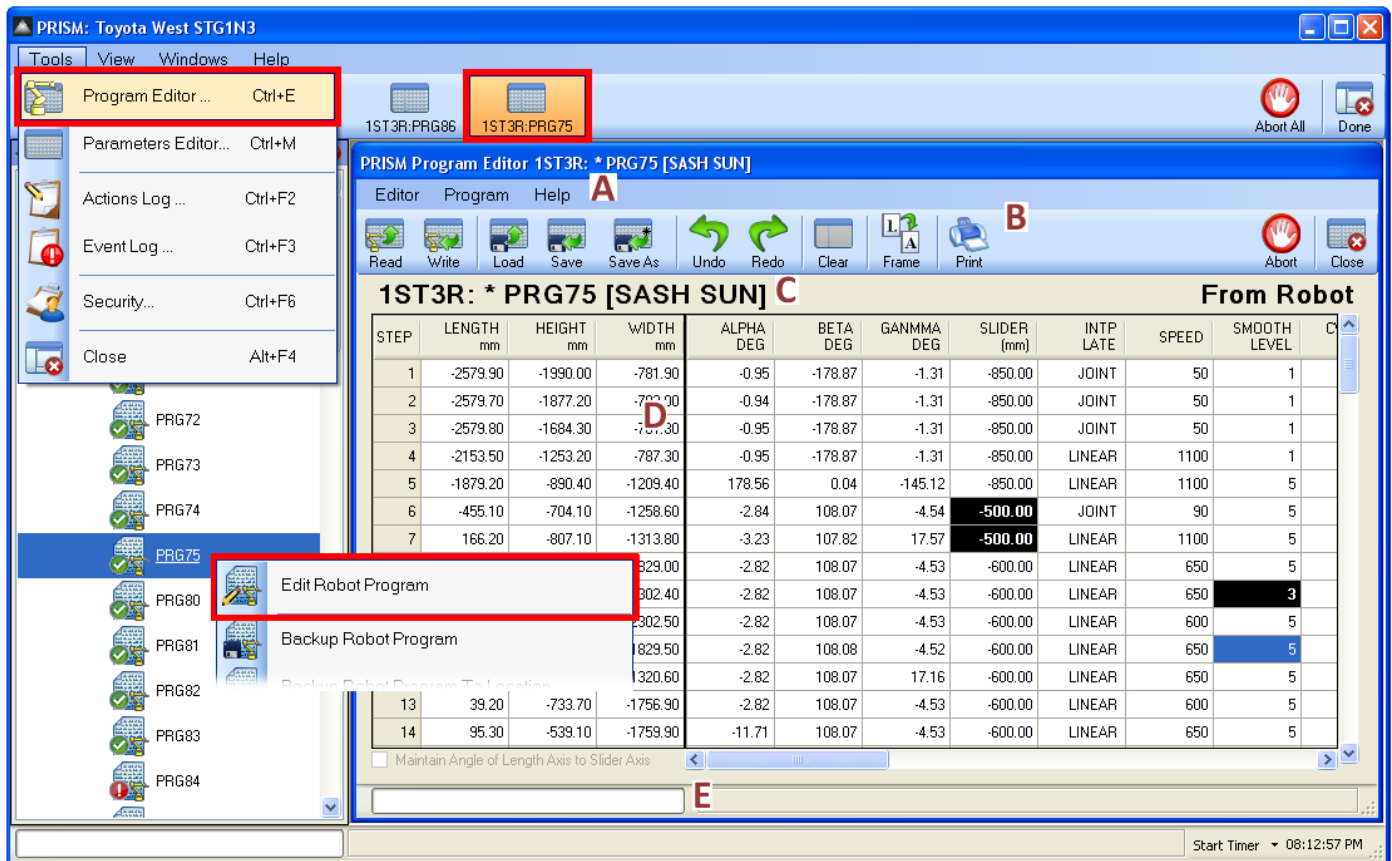 PRISM: Toyota West STG1N3
Tools View Windows Help
Program Editor ... Ctrl+E
Parameters Editor... Ctrl+M
Actions Log ... Ctrl+F2
Event Log ... Ctrl+F3
Security... Ctrl+F6
Close Alt+F4
1ST3R:PRG86 1ST3R:PRG75 Abort All Done
PRISM Program Editor 1ST3R: * PRG75 [SASH SUN]
Editor Program Help A
Read Write Load Save Save As Undo Redo Clear Frame Print B Abort Close
1ST3R: * PRG75 [SASH SUN] C From Robot
STEP LENGTH mm HEIGHT mm WIDTH mm ALPHA DEG BETA DEG GANMMA DEG SLIDER (mm) INTP LATE SPEED SMOOTH LEVEL
1 -2579.90 -1990.00 -781.90 -0.95 -178.87 -1.31 -850.00 JOINT 50 1
2 -2579.70 -1877.20 -0.94 -178.87 -1.31 -850.00 JOINT 50 1
D
3 -2579.80 -1684.30 -0.95 -178.87 -1.31 -850.00 JOINT 50 1
4 -2153.50 -1253.20 -787.30 -0.95 -178.87 -1.31 -850.00 LINEAR 1100 1
5 -1879.20 -890.40 -1209.40 178.56 0.04 -145.12 -850.00 LINEAR 1100 5
6 -455.10 -704.10 -1258.60 -2.84 108.07 -4.54 -500.00 JOINT 90 5
7 166.20 -807.10 -1313.80 -3.23 107.82 17.57 -500.00 LINEAR 1100 5
329.00 -2.82 108.07 -4.53 -600.00 LINEAR 650 5
302.40 -2.82 108.07 -4.53 -600.00 LINEAR 650 3
2302.50 -2.82 108.07 -4.53 -600.00 LINEAR 600 5
1829.50 -2.82 108.08 -4.52 -600.00 LINEAR 650 5
1320.60 -2.82 108.07 17.16 -600.00 LINEAR 650 5
13 39.20 -733.70 -1756.90 -2.82 108.07 -4.53 -600.00 LINEAR 600 5
14 95.30 -539.10 -1759.90 -11.71 108.07 -4.53 -600.00 LINEAR 650 5
Maintain Angle of Length Axis to Slider Axis
E
PRG72
PRG73
PRG74
PRG75
PRG80
PRG81
PRG82
PRG83
PRG84
Edit Robot Program
Backup Robot Program
Backup Robot Program To Location
Start Timer 08:12:57 PM